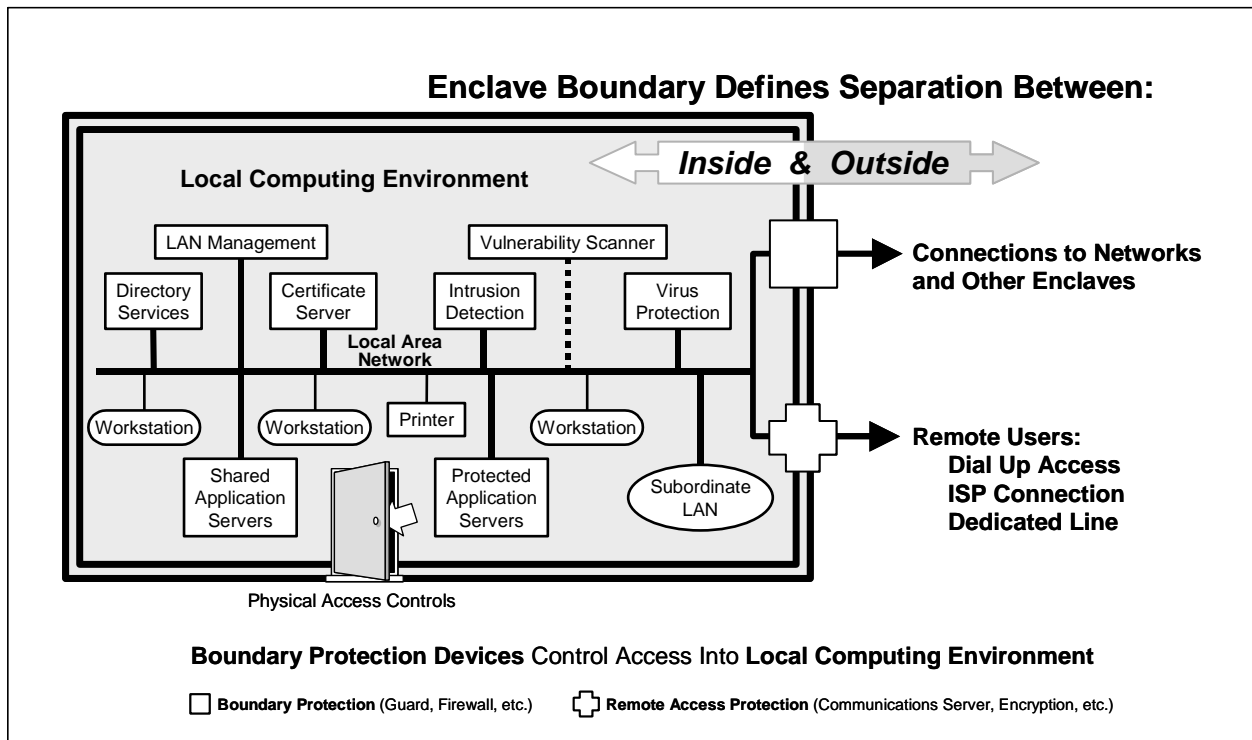 Enclave Boundary Defines Separation Between:
Inside & Outside
Local Computing Environment
LAN Management
Vulnerability Scanner
Directory
Services
Certificate
Server
Intrusion
Detection
Virus
Protection
Connections to Networks
and Other Enclaves
Local Area
Network
Workstation
Workstation
Printer
Workstation
Shared
Application
Servers
Protected
Application
Servers
Subordinate
LAN
Remote Users:
Dial Up Access
ISP Connection
Dedicated Line
Physical Access Controls
Boundary Protection Devices Control Access Into Local Computing Environment
Boundary Protection (Guard, Firewall, etc.)
Remote Access Protection (Communications Server, Encryption, etc.)